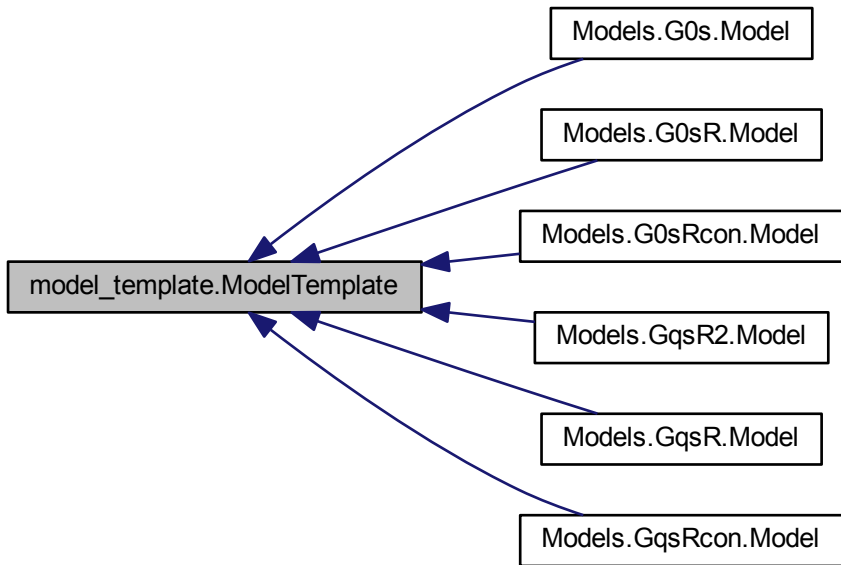 Models.G0s.Model
Models.G0sR.Model
Models.G0sRcon.Model
model_template.ModelTemplate
Models.GqsR2.Model
Models.GqsR.Model
Models.GqsRcon.Model